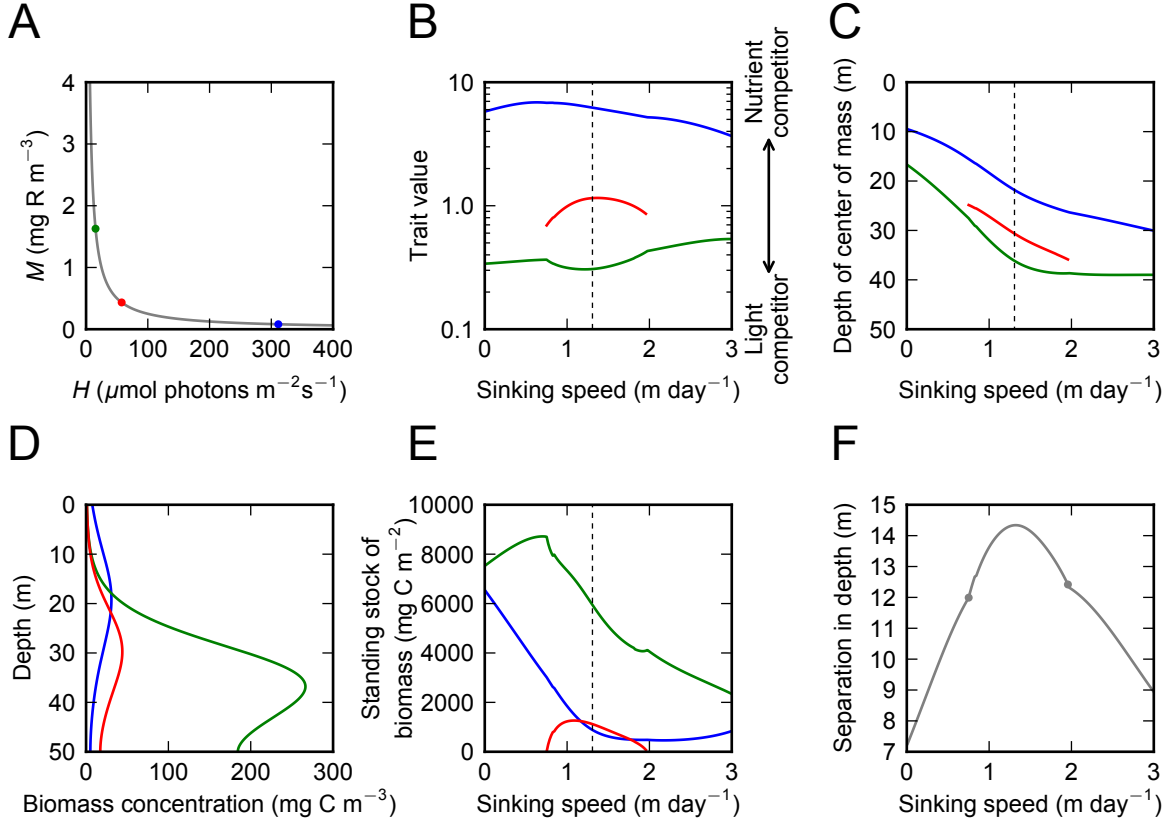 A
4
3
2
1
0
M (mg R m⁻³)
0 100 200 300 400
H (µmol photons m⁻²s⁻¹)
B
10
1.0
0.1
Trait value
0 1 2 3
Sinking speed (m day⁻¹)
Nutrient
competitor
Light
competitor
C
0
10
20
30
40
50
Depth of center of mass (m)
0 1 2 3
Sinking speed (m day⁻¹)
D
0
10
20
30
40
50
Depth (m)
0 100 200 300
Biomass concentration (mg C m⁻³)
E
10000
8000
6000
4000
2000
0
Standing stock of
biomass (mg C m⁻²)
0 1 2 3
Sinking speed (m day⁻¹)
F
15
14
13
12
11
10
9
8
7
Separation in depth (m)
0 1 2 3
Sinking speed (m day⁻¹)